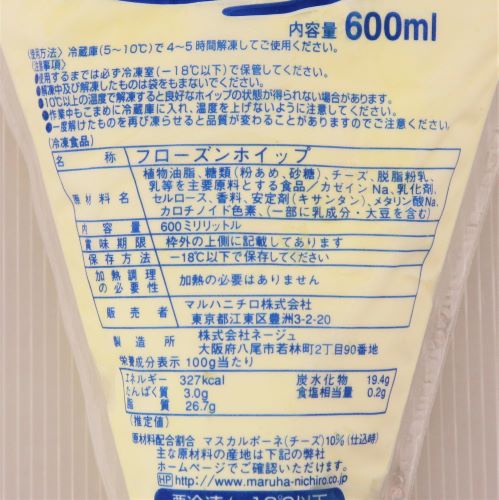 内容量 600ml
〈使用方法〉冷蔵庫(5～10℃)で4～5時間解凍してご使用ください。
〈注意事項〉
●使用するまでは必ず冷凍室(－18℃以下)で保管してください。
●解凍中及び解凍したものは袋をもまないでください。
●10℃以上の温度で解凍すると良好なホイップの状態が得られない場合があります。
●作業中もこまめに冷蔵庫に入れ、温度を上げないように注意してください。
●一度解けたものを再び凍らせると品質が変わることがありますのでご注意ください。
〈冷凍食品〉
名称 フローズンホイップ
原材料名 植物油脂、糖類(粉あめ、砂糖)、チーズ、脱脂粉乳、
乳等を主要原料とする食品/カゼインNa、乳化剤、
セルロース、香料、安定剤(キサンタン)、メタリン酸Na、
カロチノイド色素、(一部に乳成分・大豆を含む)
内容量 600ミリリットル
賞味期限 枠外の上側に記載してあります
保存方法 －18℃以下で保存してください
加熱調理の必要性 加熱の必要はありません
販売者 マルハニチロ株式会社
東京都江東区豊洲3-2-20
製造所 株式会社ネージュ
大阪府八尾市若林町2丁目90番地
栄養成分表示 100g当たり
エネルギー 327kcal 炭水化物 19.4g
たんぱく質 3.0g 食塩相当量 0.2g
脂質 26.7g
(推定値)
原材料配合割合 マスカルポーネ(チーズ)10%(仕込時)
主な原材料の産地は下記の弊社
ホームページでご確認いただけます。
HP http://www.maruha-nichiro.co.jp